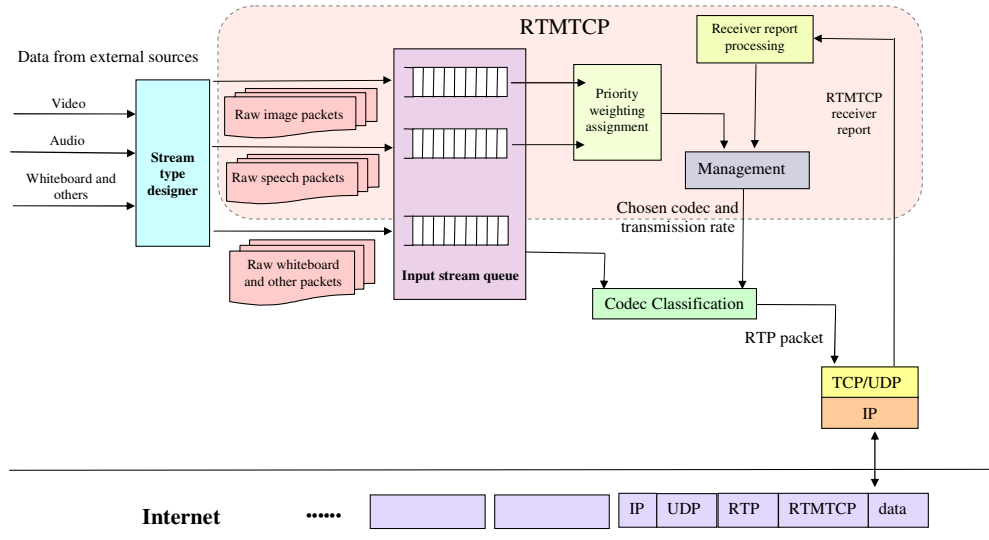 RTMTCP
Receiver report
processing
Data from external sources
Video
Audio
Whiteboard and
others
Stream
type
designer
Raw image packets
Raw speech packets
Raw whiteboard
and other packets
Input stream queue
Priority
weighting
assignment
RTMTCP
receiver
report
Management
Chosen codec and
transmission rate
Codec Classification
RTP packet
TCP/UDP
IP
Internet
......
IP
UDP
RTP
RTMTCP
data